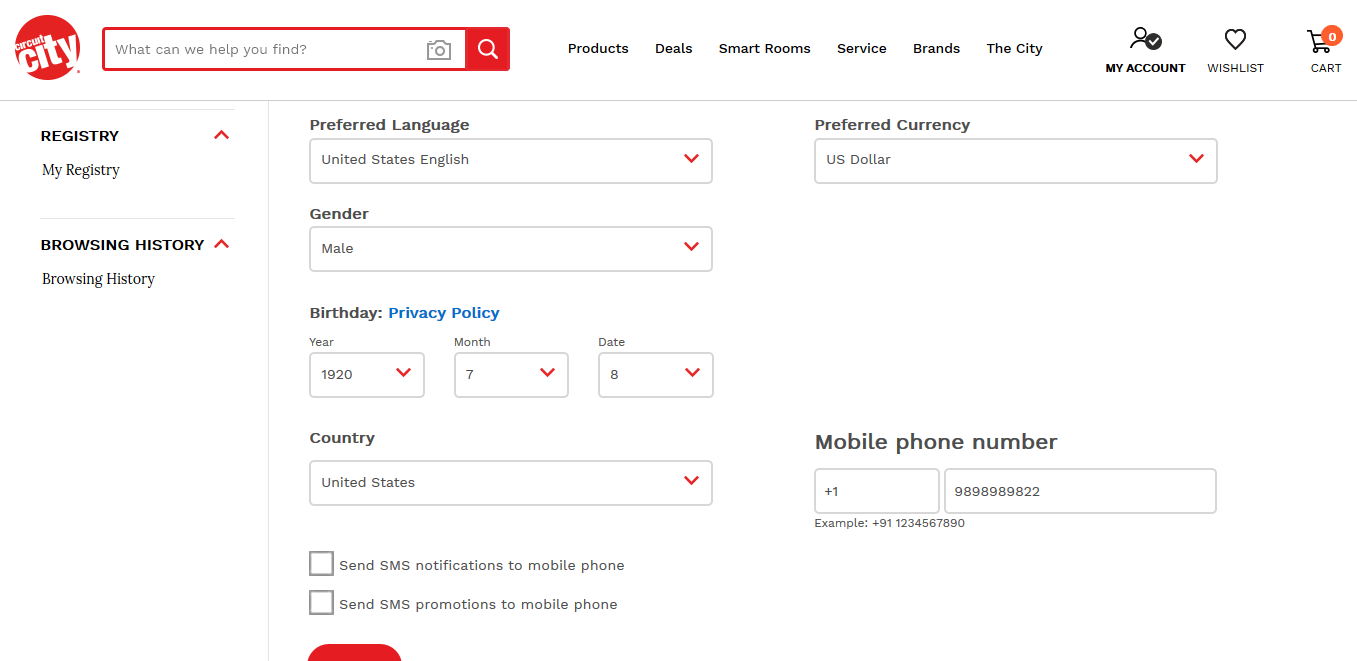 circuit city
What can we help you find?
Products Deals Smart Rooms Service Brands The City
MY ACCOUNT WISHLIST 0 CART
REGISTRY
My Registry
BROWSING HISTORY
Browsing History
Preferred Language Preferred Currency
United States English US Dollar
Gender
Male
Birthday: Privacy Policy
Year Month Date
1920 7 8
Country Mobile phone number
United States +1 9898989822
Example: +91 1234567890
Send SMS notifications to mobile phone
Send SMS promotions to mobile phone